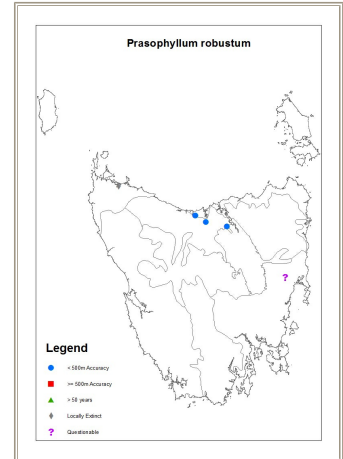 Prasophyllum robustum
?
Legend
< 500m Accuracy
>= 500m Accuracy
> 50 years
Locally Extinct
? Questionable